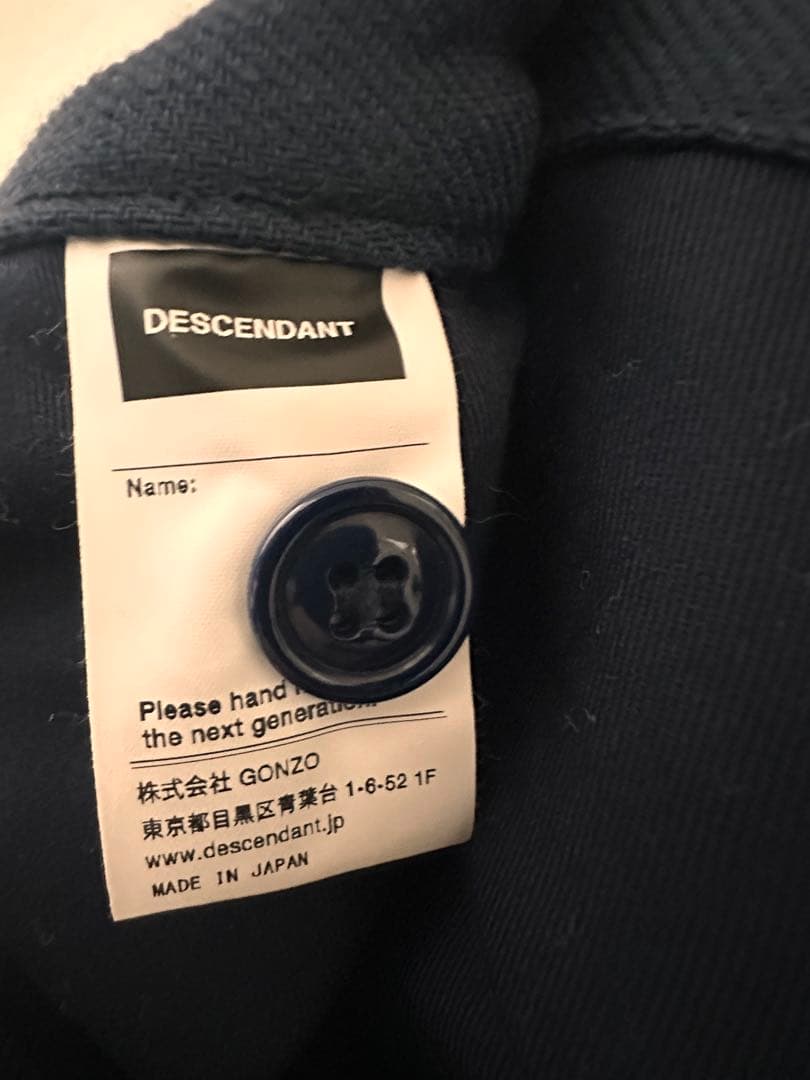 DESCENDANT
Name:
Please hand
the next
株式会社 GONZO
東京都目黒区青葉台 1-6-52 1F
www.descendant.jp
MADE IN JAPAN